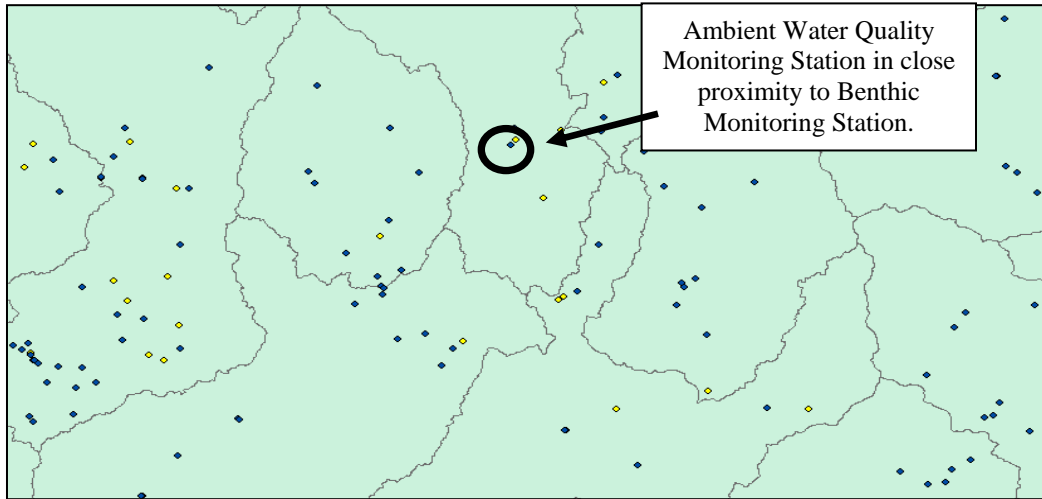 Ambient Water Quality
Monitoring Station in close
proximity to Benthic
Monitoring Station.